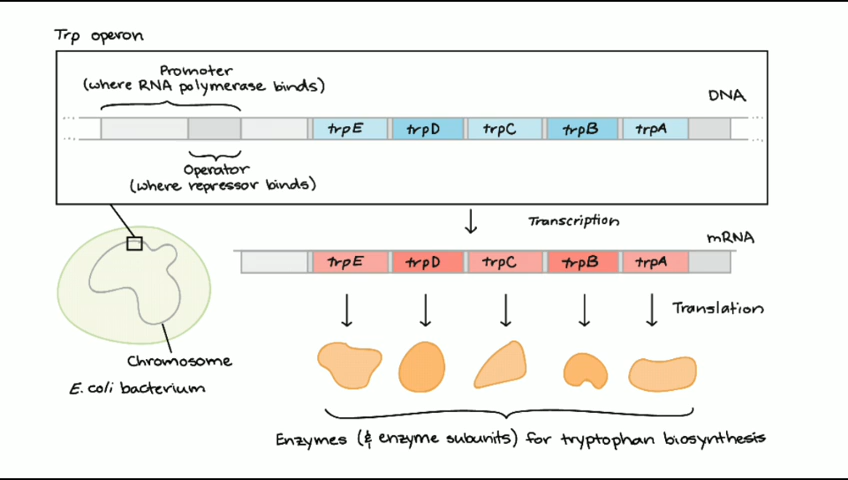 Trp operon
Promoter
(where RNA polymerase binds)
DNA
trpE trpD trpC trpB trpA
Operator
(where repressor binds)
Transcription
mRNA
trpE trpD trpC trpB trpA
Translation
Chromosome
E. coli bacterium
Enzymes (& enzyme subunits) for tryptophan biosynthesis